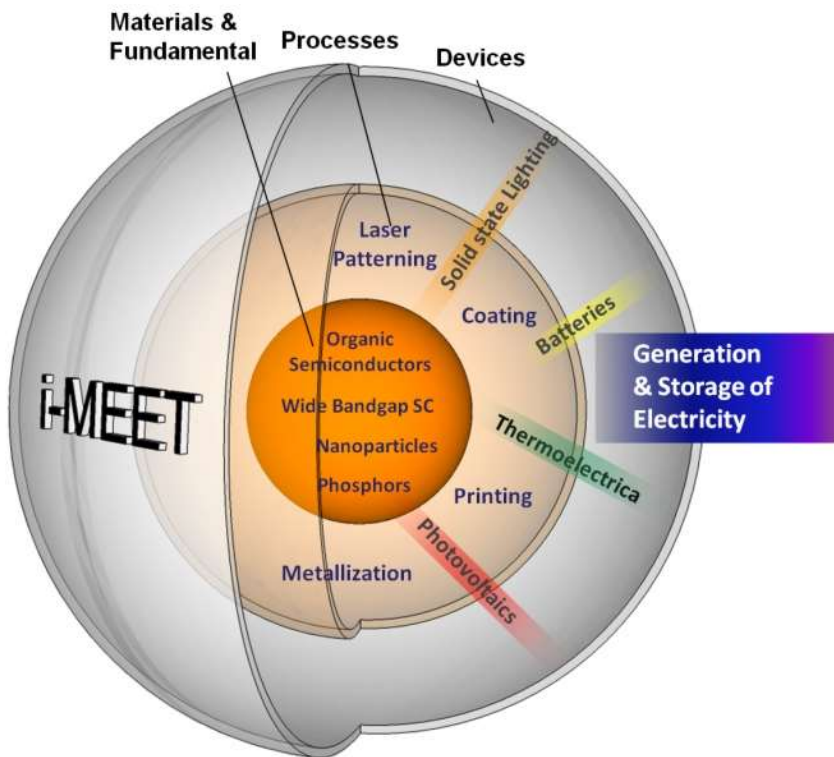 Materials &
Fundamental
Processes
Devices
Laser
Patterning
Solid state Lighting
Coating
Batteries
Organic
Semiconductors
Wide Bandgap SC
Nanoparticles
Phosphors
i-MEET
Generation
& Storage of
Electricity
Thermoelectrica
Printing
Photovoltaics
Metallization